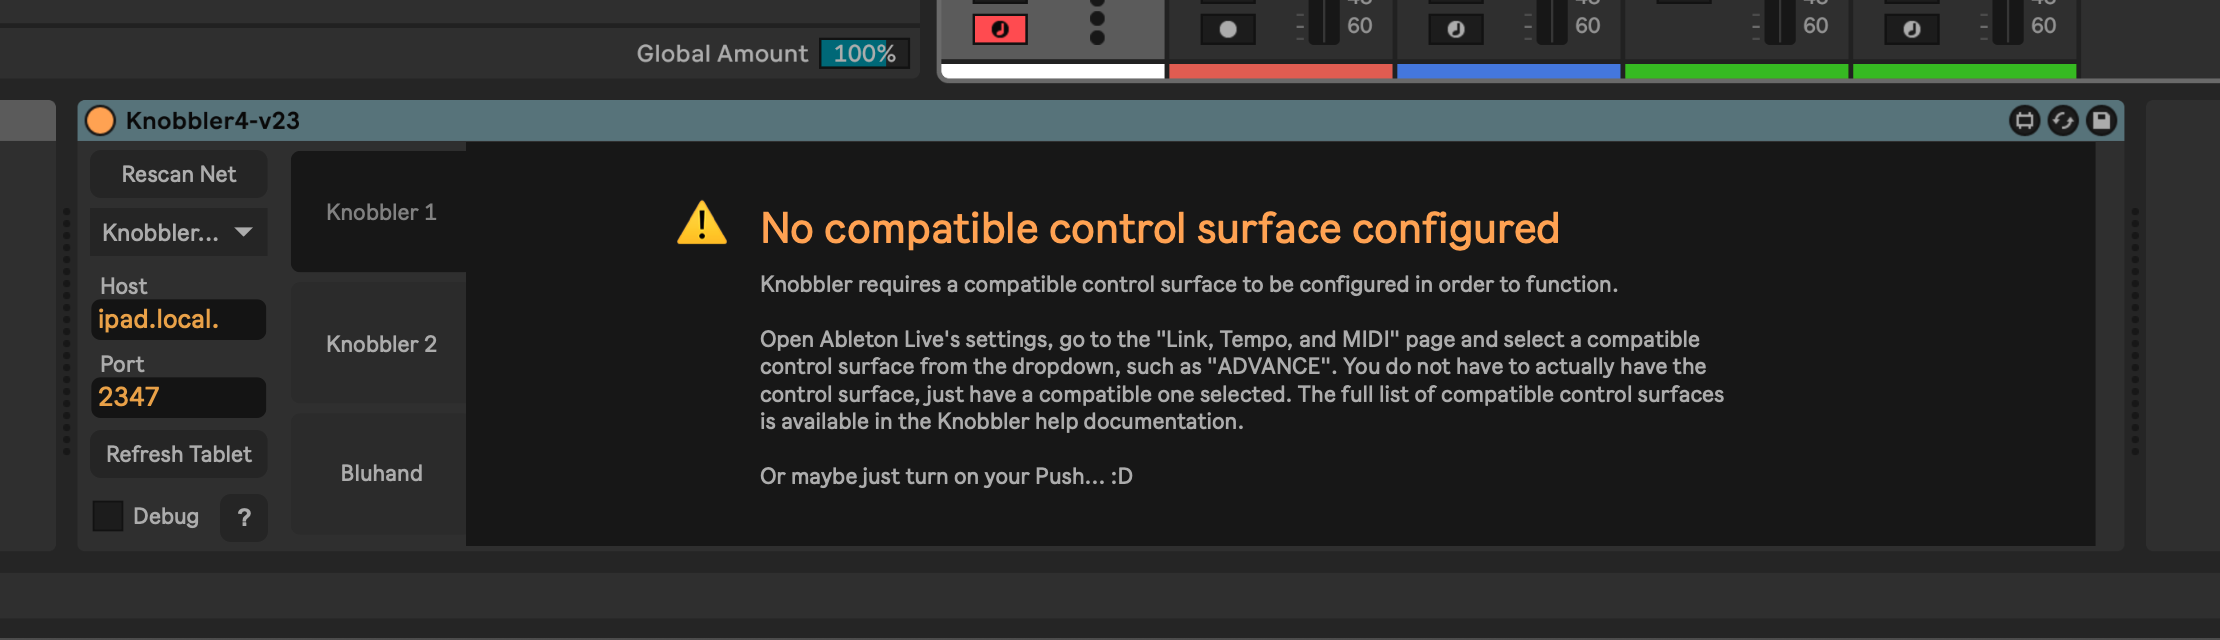 Global Amount 100%
60 60 60 60
Knobbler4-v23
Rescan Net
Knobbler...
Host
ipad.local.
Port
2347
Refresh Tablet
Debug ?
Knobbler 1
Knobbler 2
Bluhand
No compatible control surface configured
Knobbler requires a compatible control surface to be configured in order to function.
Open Ableton Live's settings, go to the "Link, Tempo, and MIDI" page and select a compatible
control surface from the dropdown, such as "ADVANCE". You do not have to actually have the
control surface, just have a compatible one selected. The full list of compatible control surfaces
is available in the Knobbler help documentation.
Or maybe just turn on your Push... :D